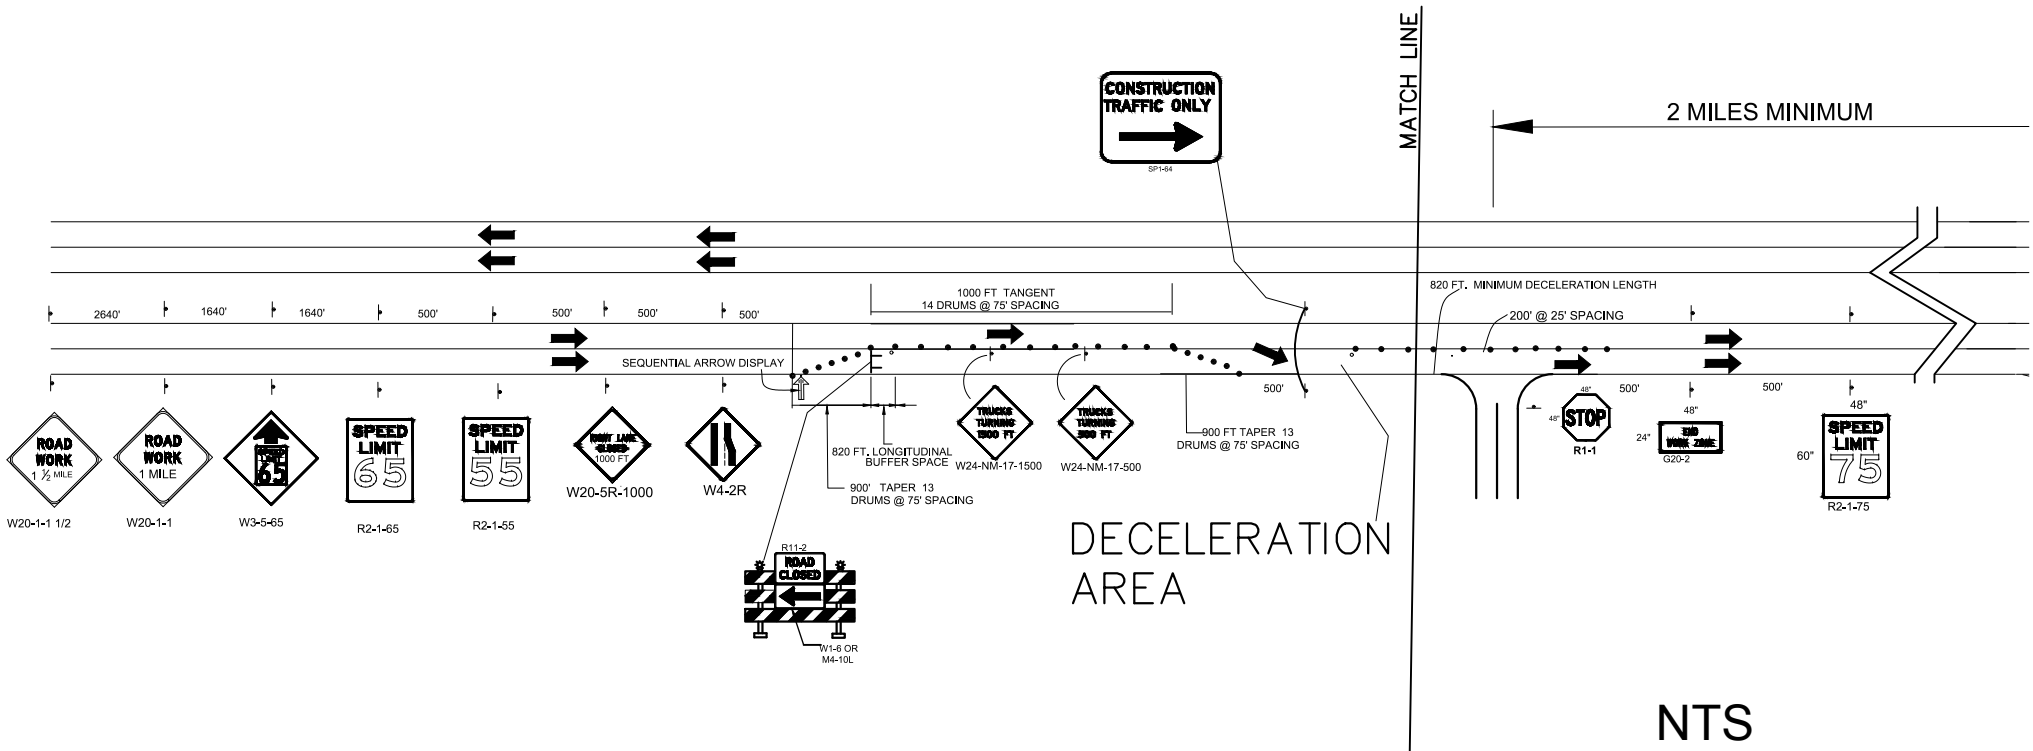 MATCH LINE
CONSTRUCTION
TRAFFIC ONLY
SP1-64
2 MILES MINIMUM
2640'
1640'
1640'
500'
500'
500'
500'
1000 FT TANGENT
14 DRUMS @ 75' SPACING
820 FT. MINIMUM DECELERATION LENGTH
200' @ 25' SPACING
SEQUENTIAL ARROW DISPLAY
500'
500'
500'
ROAD
WORK
1 1/2 MILE
W20-1-1 1/2
ROAD
WORK
1 MILE
W20-1-1
65
W3-5-65
SPEED
LIMIT
65
R2-1-65
SPEED
LIMIT
55
R2-1-55
RIGHT LANE
CLOSED
1000 FT
W20-5R-1000
W4-2R
820 FT. LONGITUDINAL
BUFFER SPACE
900' TAPER 13
DRUMS @ 75' SPACING
TRUCKS
TURNING
1500 FT
W24-NM-17-1500
TRUCKS
TURNING
500 FT
W24-NM-17-500
900 FT TAPER 13
DRUMS @ 75' SPACING
48"
48"
STOP
R1-1
48"
24"
END
WORK ZONE
G20-2
48"
60"
SPEED
LIMIT
75
R2-1-75
DECELERATION
AREA
R11-2
ROAD
CLOSED
W1-6 OR
M4-10L
NTS